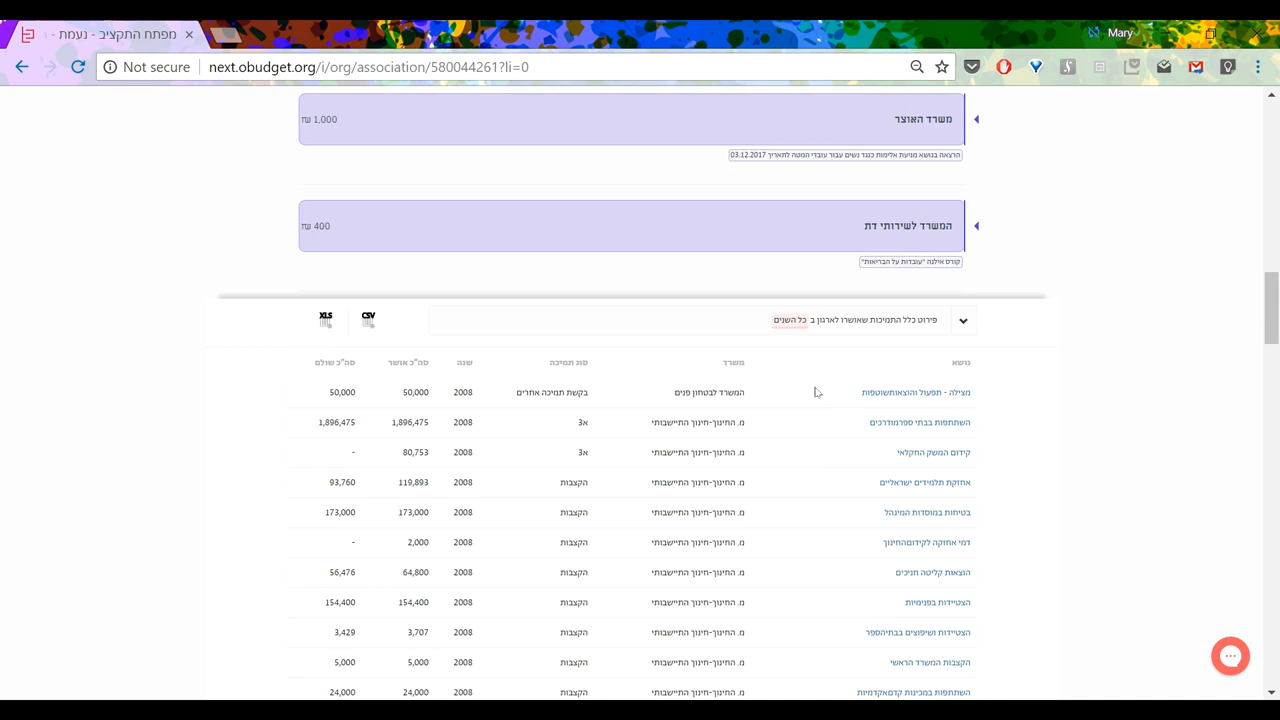 מפתח התקציב - נעמת
Mary
Not secure
next.obudget.org/i/org/association/580044261?li=0
משרד האוצר
₪ 1,000
הרצאה בנושא מניעת אלימות כנגד נשים עבור עובדי המטה לתאריך 03.12.2017
המשרד לשירותי דת
₪ 400
קורס אילנה "עובדות על הבריאות"
פירוט כלל התמיכות שאושרו לארגון ב כל השנים
CSV
XLS
נושא משרד סוג תמיכה שנה סה"כ אושר סה"כ שולם
מצילה - תפעול והוצאותשוטפות המשרד לבטחון פנים בקשת תמיכה אחרים 2008 50,000 50,000
השתתפות בבתי ספרמודרכים מ. החינוך-חינוך התיישבותי 3א 2008 1,896,475 1,896,475
קידום המשק החקלאי מ. החינוך-חינוך התיישבותי 3א 2008 80,753 -
אחזקת תלמידים ישראליים מ. החינוך-חינוך התיישבותי הקצבות 2008 119,893 93,760
בטיחות במוסדות המינהל מ. החינוך-חינוך התיישבותי הקצבות 2008 173,000 173,000
דמי אחזקה לקידוםהחינוך מ. החינוך-חינוך התיישבותי הקצבות 2008 2,000 -
הוצאות קליטה חניכים מ. החינוך-חינוך התיישבותי הקצבות 2008 64,800 56,476
הצטיידות בפנימיות מ. החינוך-חינוך התיישבותי הקצבות 2008 154,400 154,400
הצטיידות ושיפוצים בבתיהספר מ. החינוך-חינוך התיישבותי הקצבות 2008 3,707 3,429
הקצבות המשרד הראשי מ. החינוך-חינוך התיישבותי הקצבות 2008 5,000 5,000
השתתפות במכינות קדםאקדמיות מ. החינוך-חינוך התיישבותי הקצבות 2008 24,000 24,000